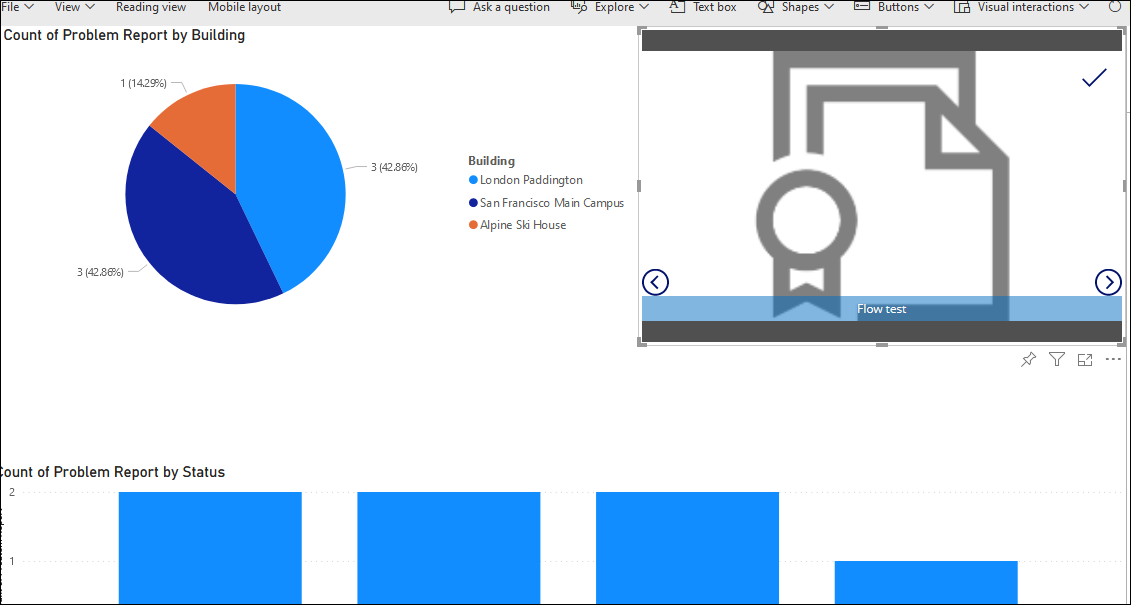 File View Reading view Mobile layout Ask a question Explore Text box Shapes Buttons Visual interactions
Count of Problem Report by Building
1 (14.29%)
3 (42.86%)
3 (42.86%)
Building
London Paddington
San Francisco Main Campus
Alpine Ski House
Flow test
Count of Problem Report by Status
2
1